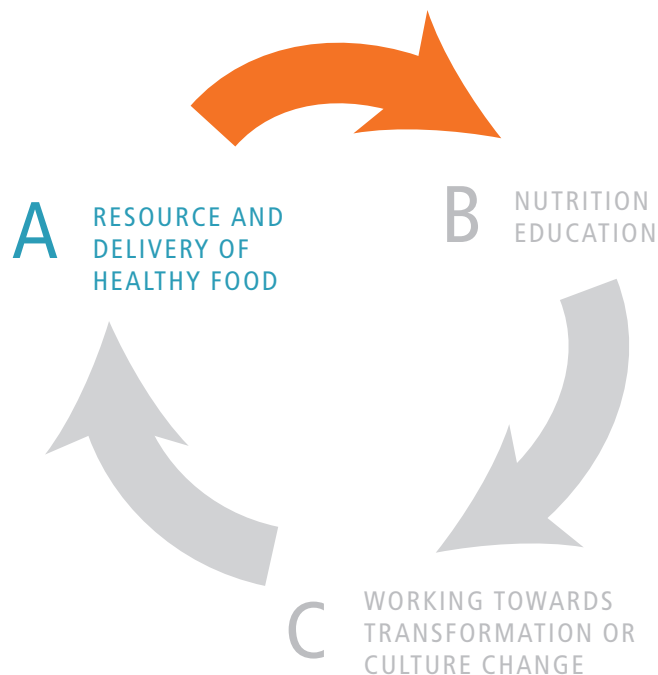 A
RESOURCE AND
DELIVERY OF
HEALTHY FOOD
B
NUTRITION
EDUCATION
C
WORKING TOWARDS
TRANSFORMATION OR
CULTURE CHANGE